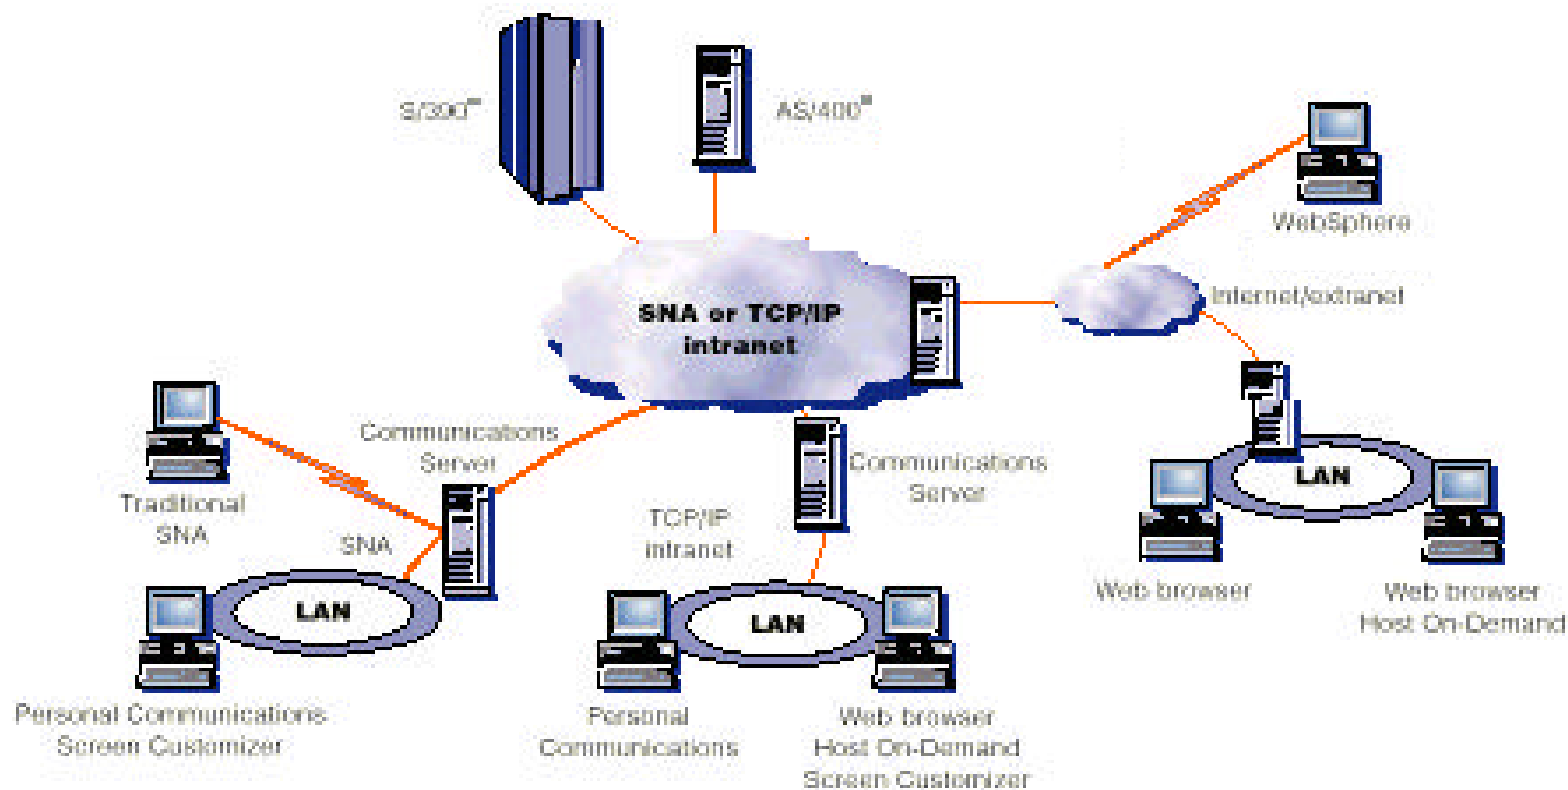 S/390™
AS/400®
WebSphere
SNA or TCP/IP
intranet
Internet/extranet
Communications
Server
Communications
Server
Traditional
SNA
SNA
TCP/IP
intranet
LAN
LAN
LAN
Web browser
Web browser
Host On-Demand
Personal Communications
Screen Customizer
Personal
Communications
Web browser
Host On-Demand
Screen Customizer